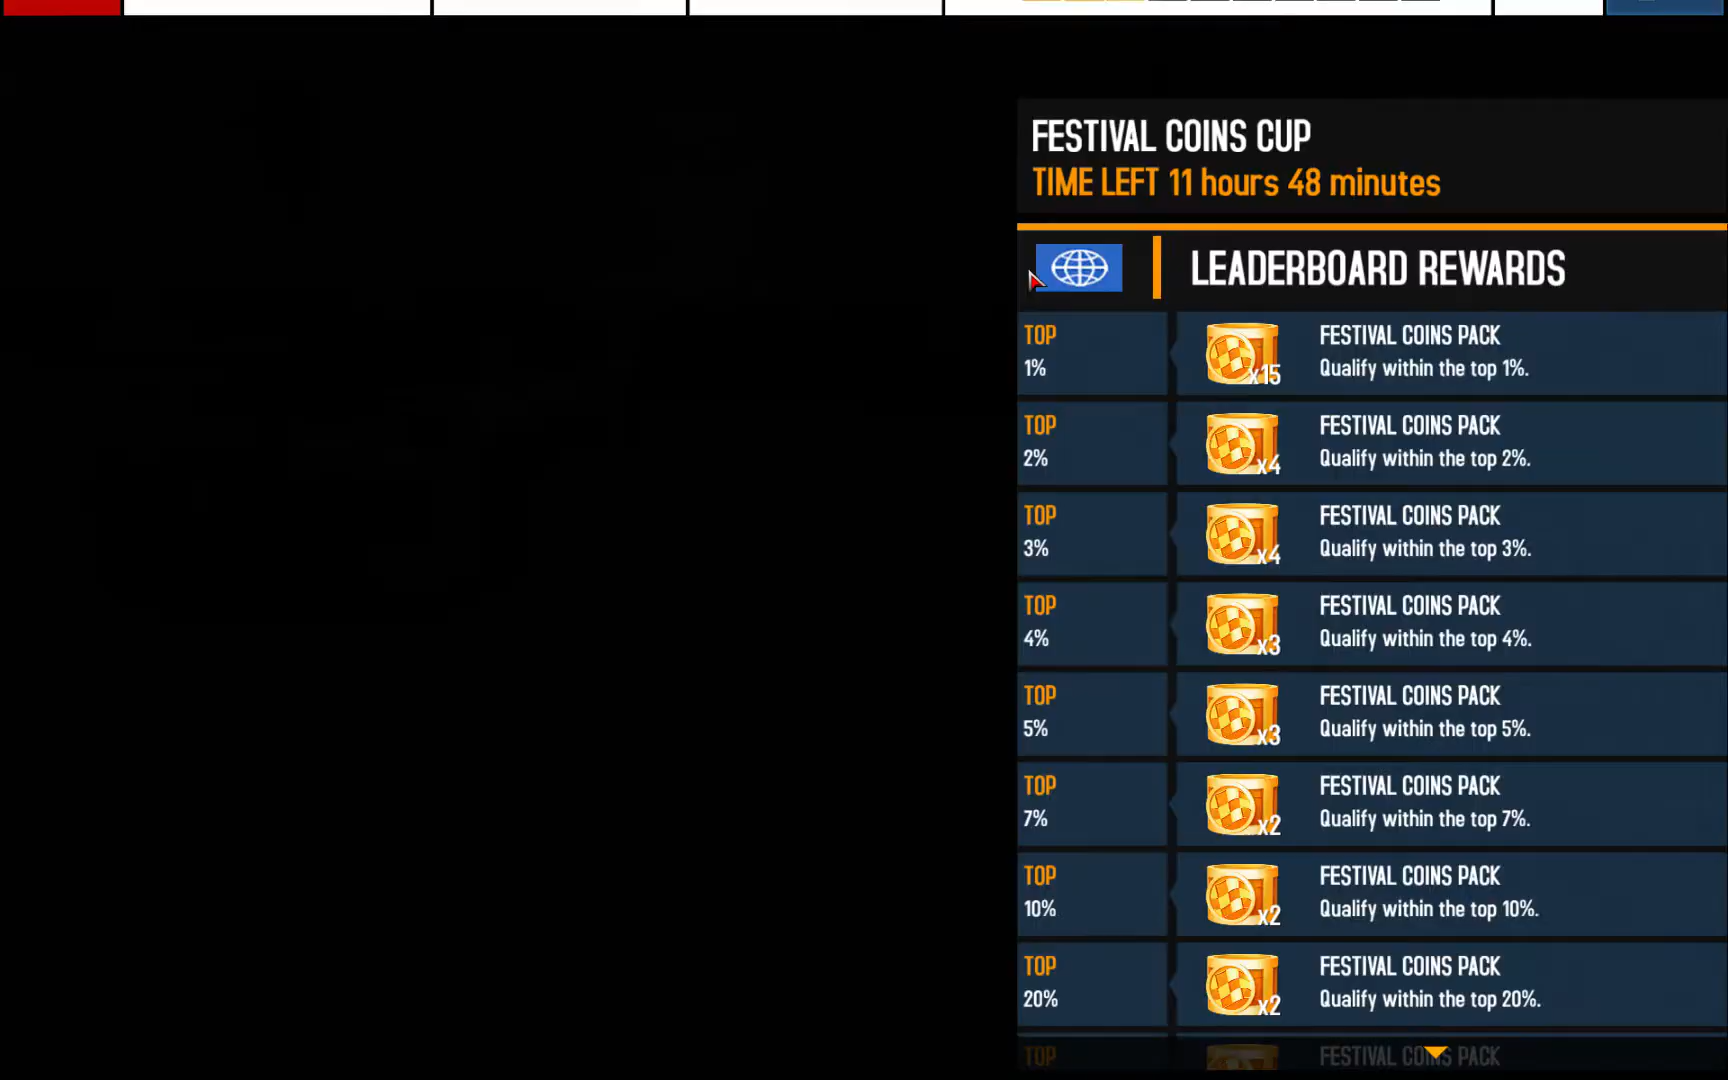 FESTIVAL COINS CUP
TIME LEFT 11 hours 48 minutes
LEADERBOARD REWARDS
TOP
1%
x15
FESTIVAL COINS PACK
Qualify within the top 1%.
TOP
2%
x4
FESTIVAL COINS PACK
Qualify within the top 2%.
TOP
3%
x4
FESTIVAL COINS PACK
Qualify within the top 3%.
TOP
4%
x3
FESTIVAL COINS PACK
Qualify within the top 4%.
TOP
5%
x3
FESTIVAL COINS PACK
Qualify within the top 5%.
TOP
7%
x2
FESTIVAL COINS PACK
Qualify within the top 7%.
TOP
10%
x2
FESTIVAL COINS PACK
Qualify within the top 10%.
TOP
20%
x2
FESTIVAL COINS PACK
Qualify within the top 20%.
TOP
FESTIVAL COINS PACK